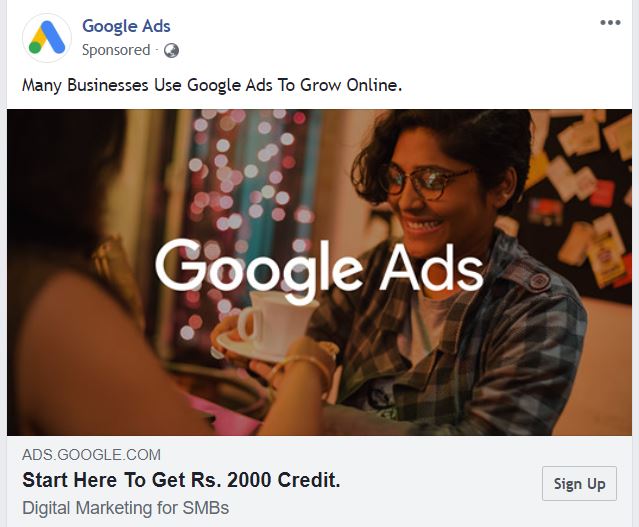 Google Ads
Sponsored ·
Many Businesses Use Google Ads To Grow Online.
Google Ads
ADS.GOOGLE.COM
Start Here To Get Rs. 2000 Credit.
Sign Up
Digital Marketing for SMBs